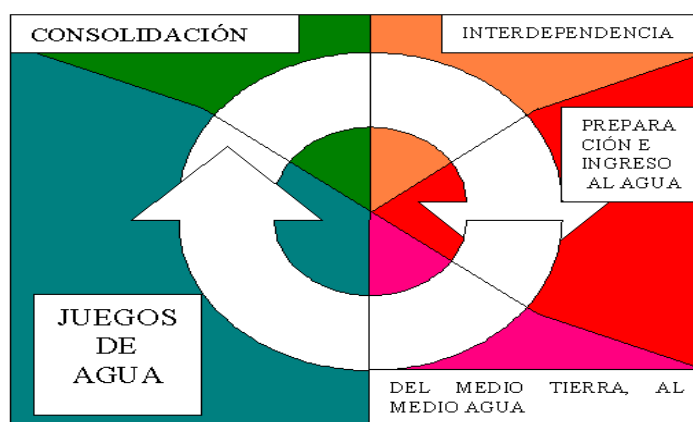 CONSOLIDACIÓN
INTERDEPENDENCIA
PREPARA
CIÓN E
INGRESO
AL AGUA
JUEGOS
DE
AGUA
DEL MEDIO TIERRA, AL
MEDIO AGUA